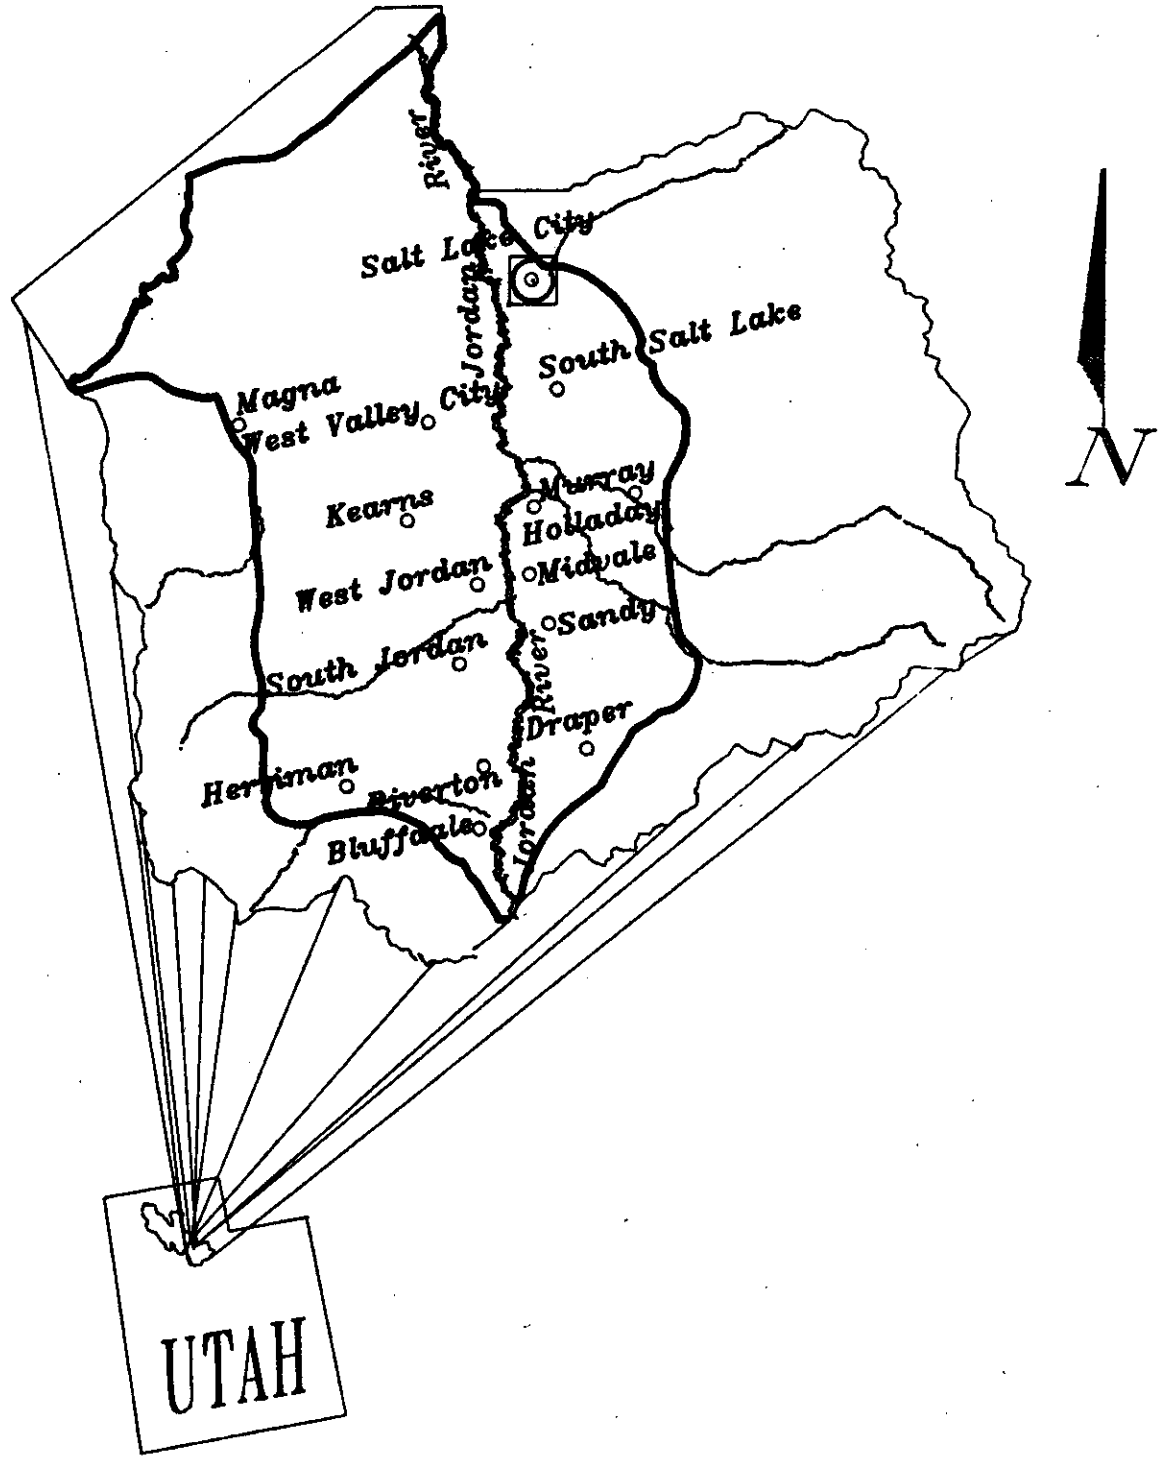 River
Salt Lake City
Jordan
South Salt Lake
Magna
West Valley City
N
Murray
Kearns
Holladay
Midvale
West Jordan
Sandy
South Jordan
River
Draper
Herriman
Riverton
Jordan
Bluffdale
UTAH